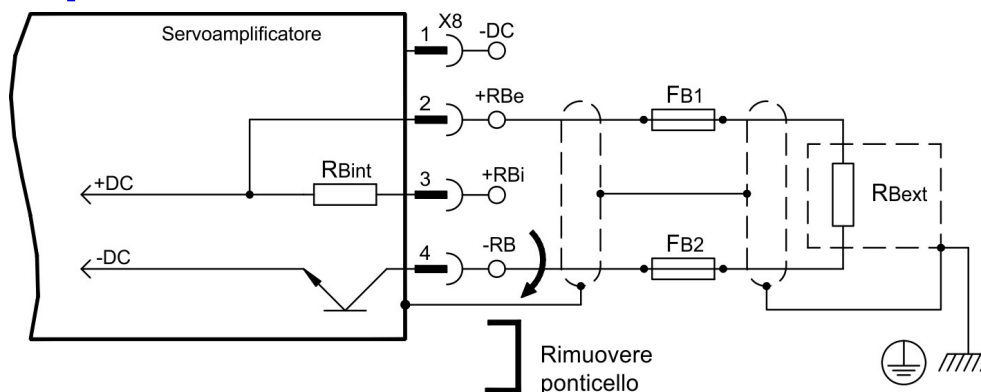 Servoamplificatore
X8
1
-DC
2
+RBe
FB1
+DC
RBint
3
+RBi
RBext
-DC
4
-RB
FB2
Rimuovere
ponticello